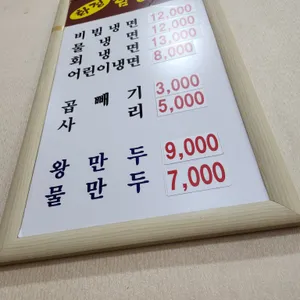 비빔냉면 12,000
물냉면 12,000
회냉면 13,000
어린이냉면 8,000
곱빼기 3,000
사리 5,000
왕만두 9,000
물만두 7,000